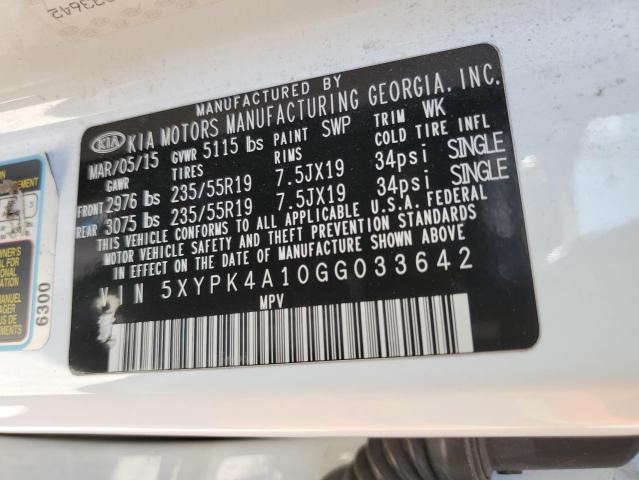 MANUFACTURED BY
KIA KIA MOTORS MANUFACTURING GEORGIA, INC.
MAR/05/15 GVWR 5115 lbs PAINT SWP TRIM WK
GAWR TIRES RIMS COLD TIRE INFL
FRONT 2976 lbs 235/55R19 7.5JX19 34psi SINGLE
REAR 3075 lbs 235/55R19 7.5JX19 34psi SINGLE
THIS VEHICLE CONFORMS TO ALL APPLICABLE U.S.A. FEDERAL
MOTOR VEHICLE SAFETY AND THEFT PREVENTION STANDARDS
IN EFFECT ON THE DATE OF MANUFACTURE SHOWN ABOVE
VIN 5XYPK4A10GG033642
MPV
6300
33642